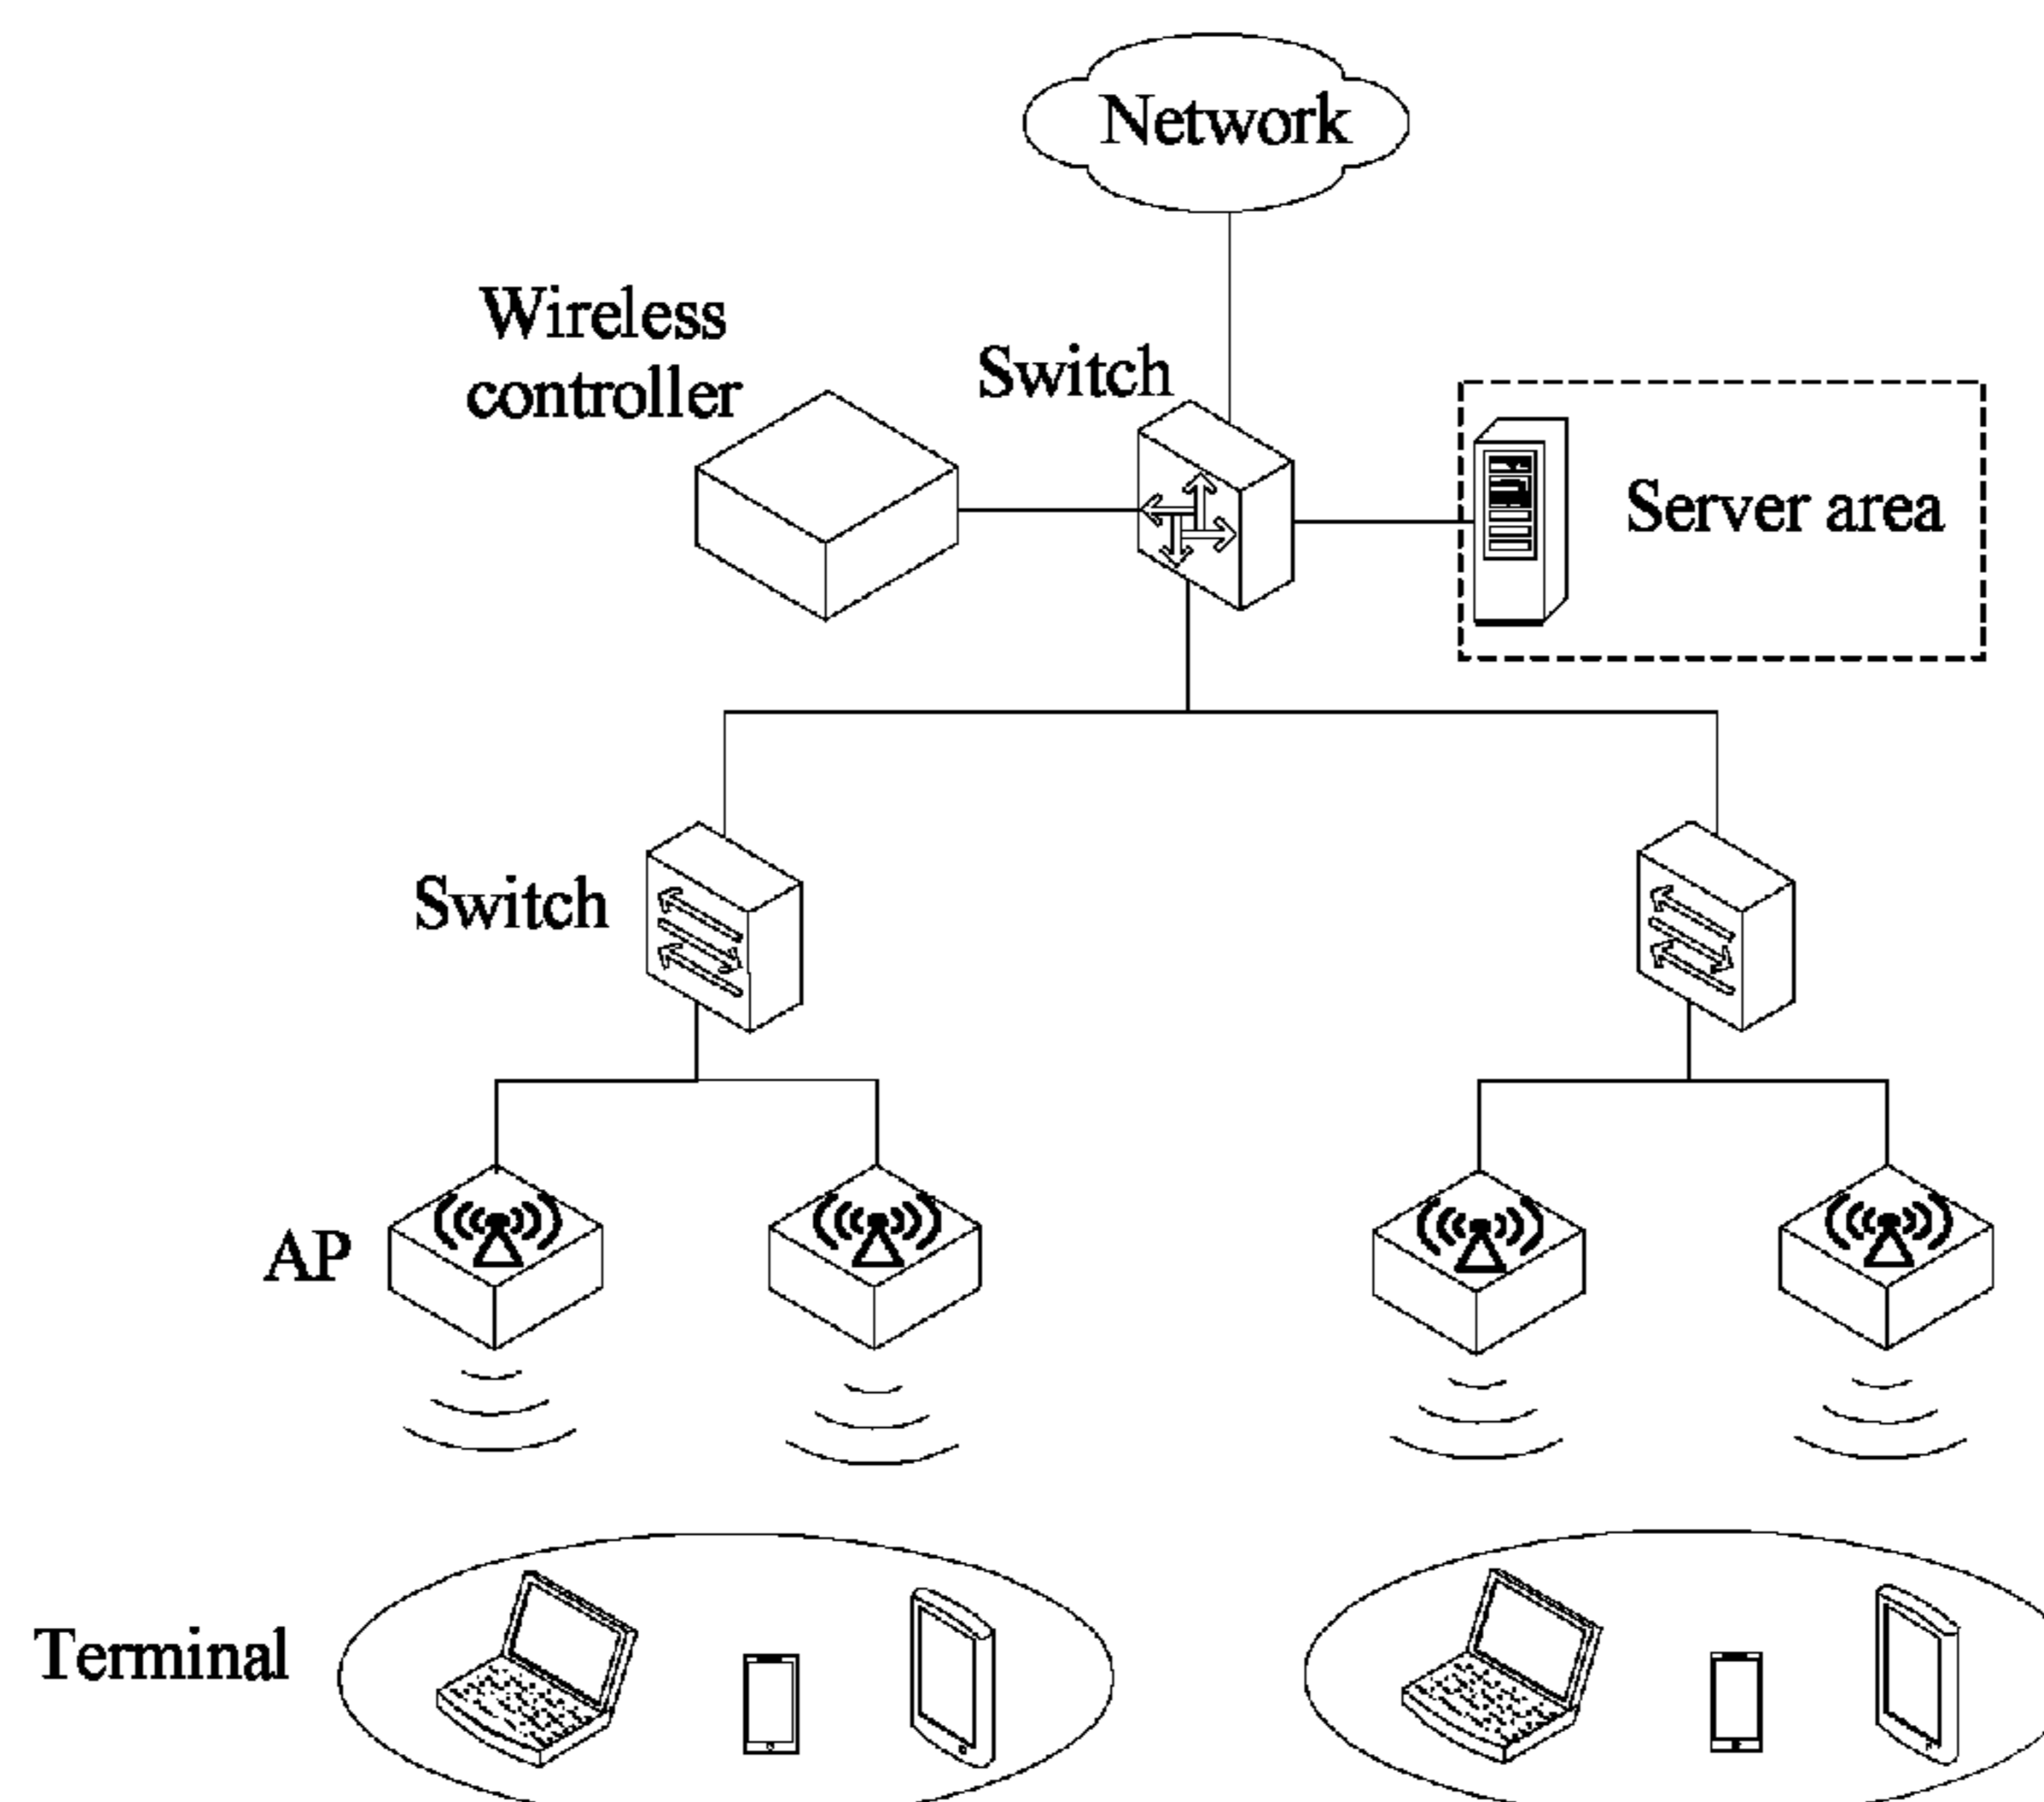 Network
Wireless
controller
Switch
Server area
Switch
AP
Terminal